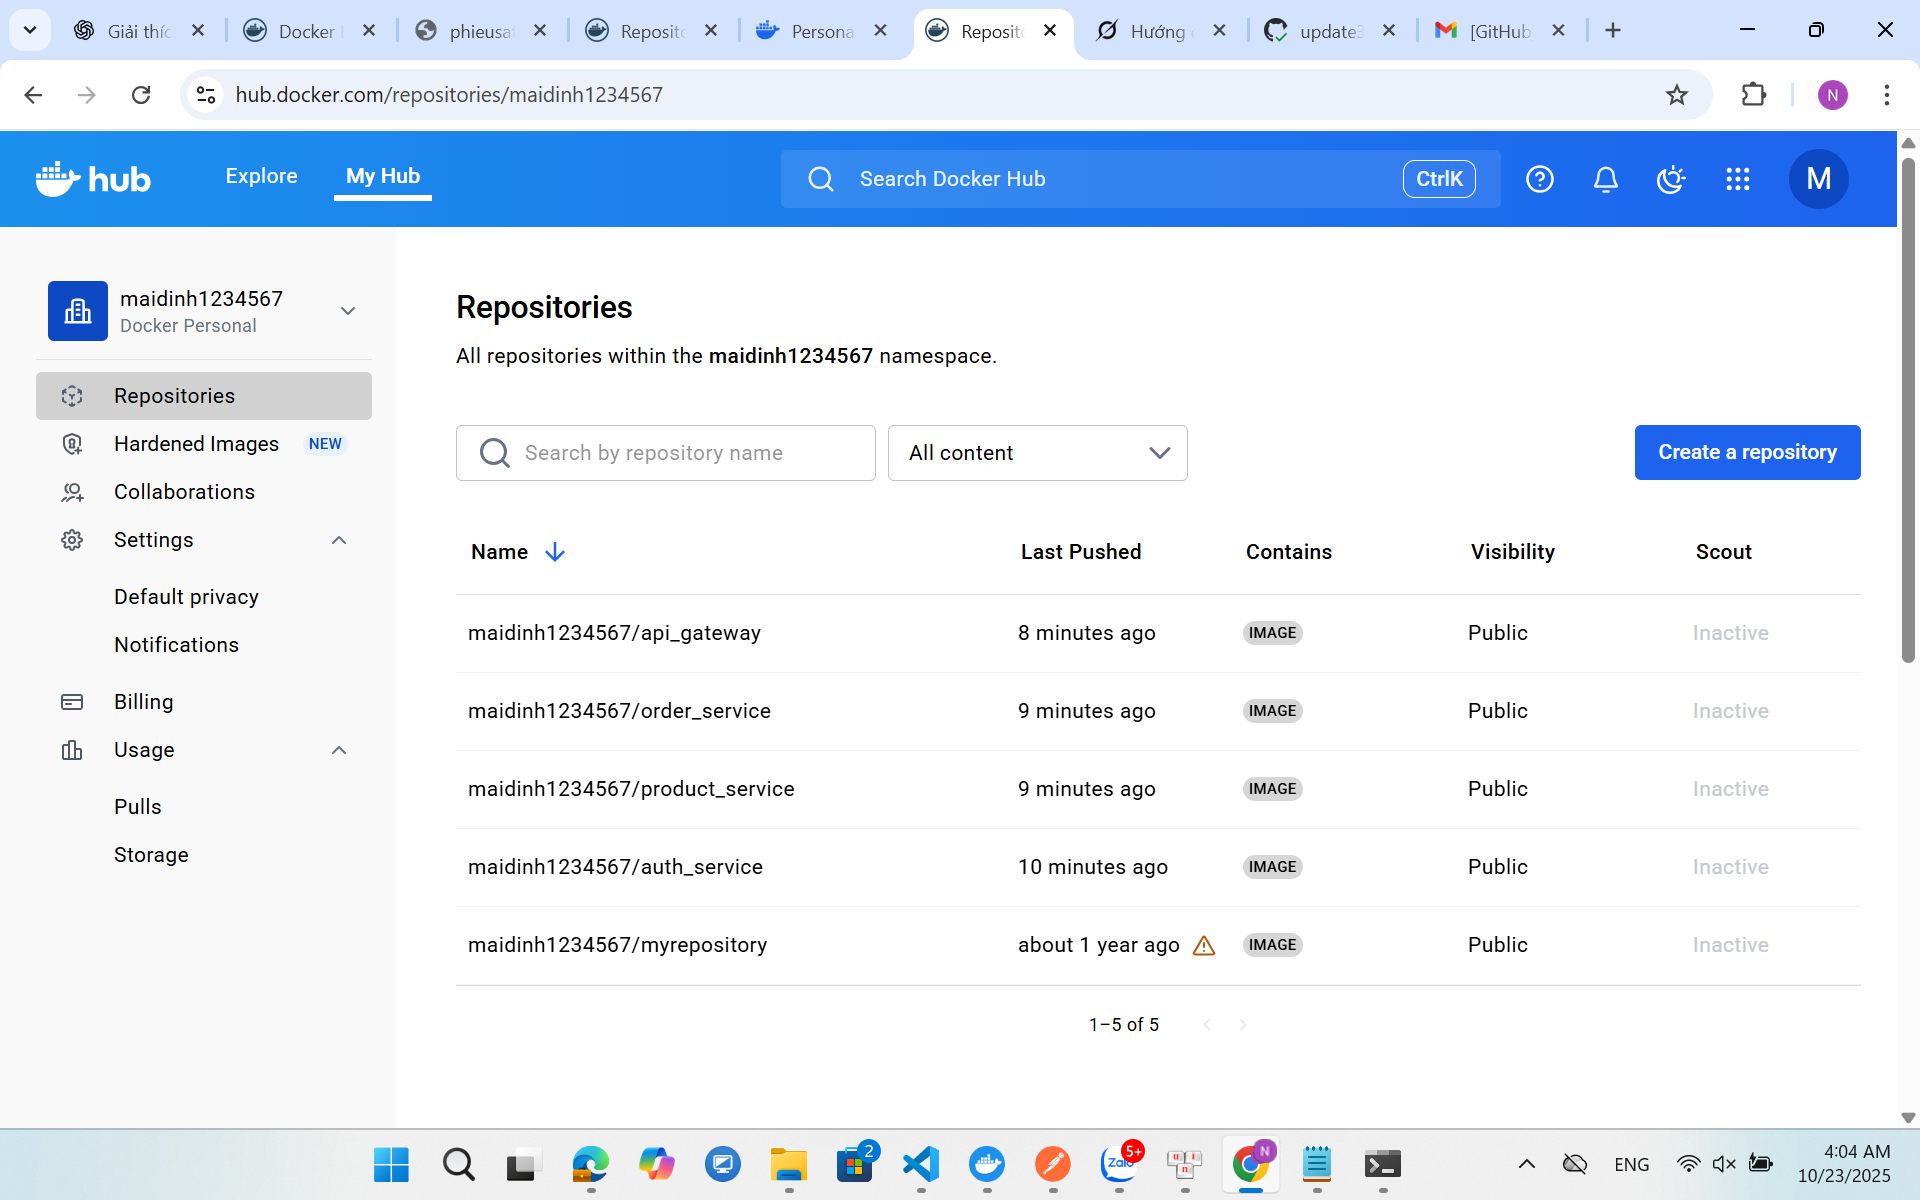 Giải thíc
Docker
phieusa
Reposit
Persona
Reposit
Hướng
update3
[GitHub
hub.docker.com/repositories/maidinh1234567
N
hub
Explore
My Hub
Search Docker Hub
CtrlK
M
maidinh1234567
Docker Personal
Repositories
Hardened Images NEW
Collaborations
Settings
Default privacy
Notifications
Billing
Usage
Pulls
Storage
Repositories
All repositories within the maidinh1234567 namespace.
Search by repository name
All content
Create a repository
Name Last Pushed Contains Visibility Scout
maidinh1234567/api_gateway 8 minutes ago IMAGE Public Inactive
maidinh1234567/order_service 9 minutes ago IMAGE Public Inactive
maidinh1234567/product_service 9 minutes ago IMAGE Public Inactive
maidinh1234567/auth_service 10 minutes ago IMAGE Public Inactive
maidinh1234567/myrepository about 1 year ago IMAGE Public Inactive
1–5 of 5
2
Zalo
5+
N
ENG
4:04 AM
10/23/2025